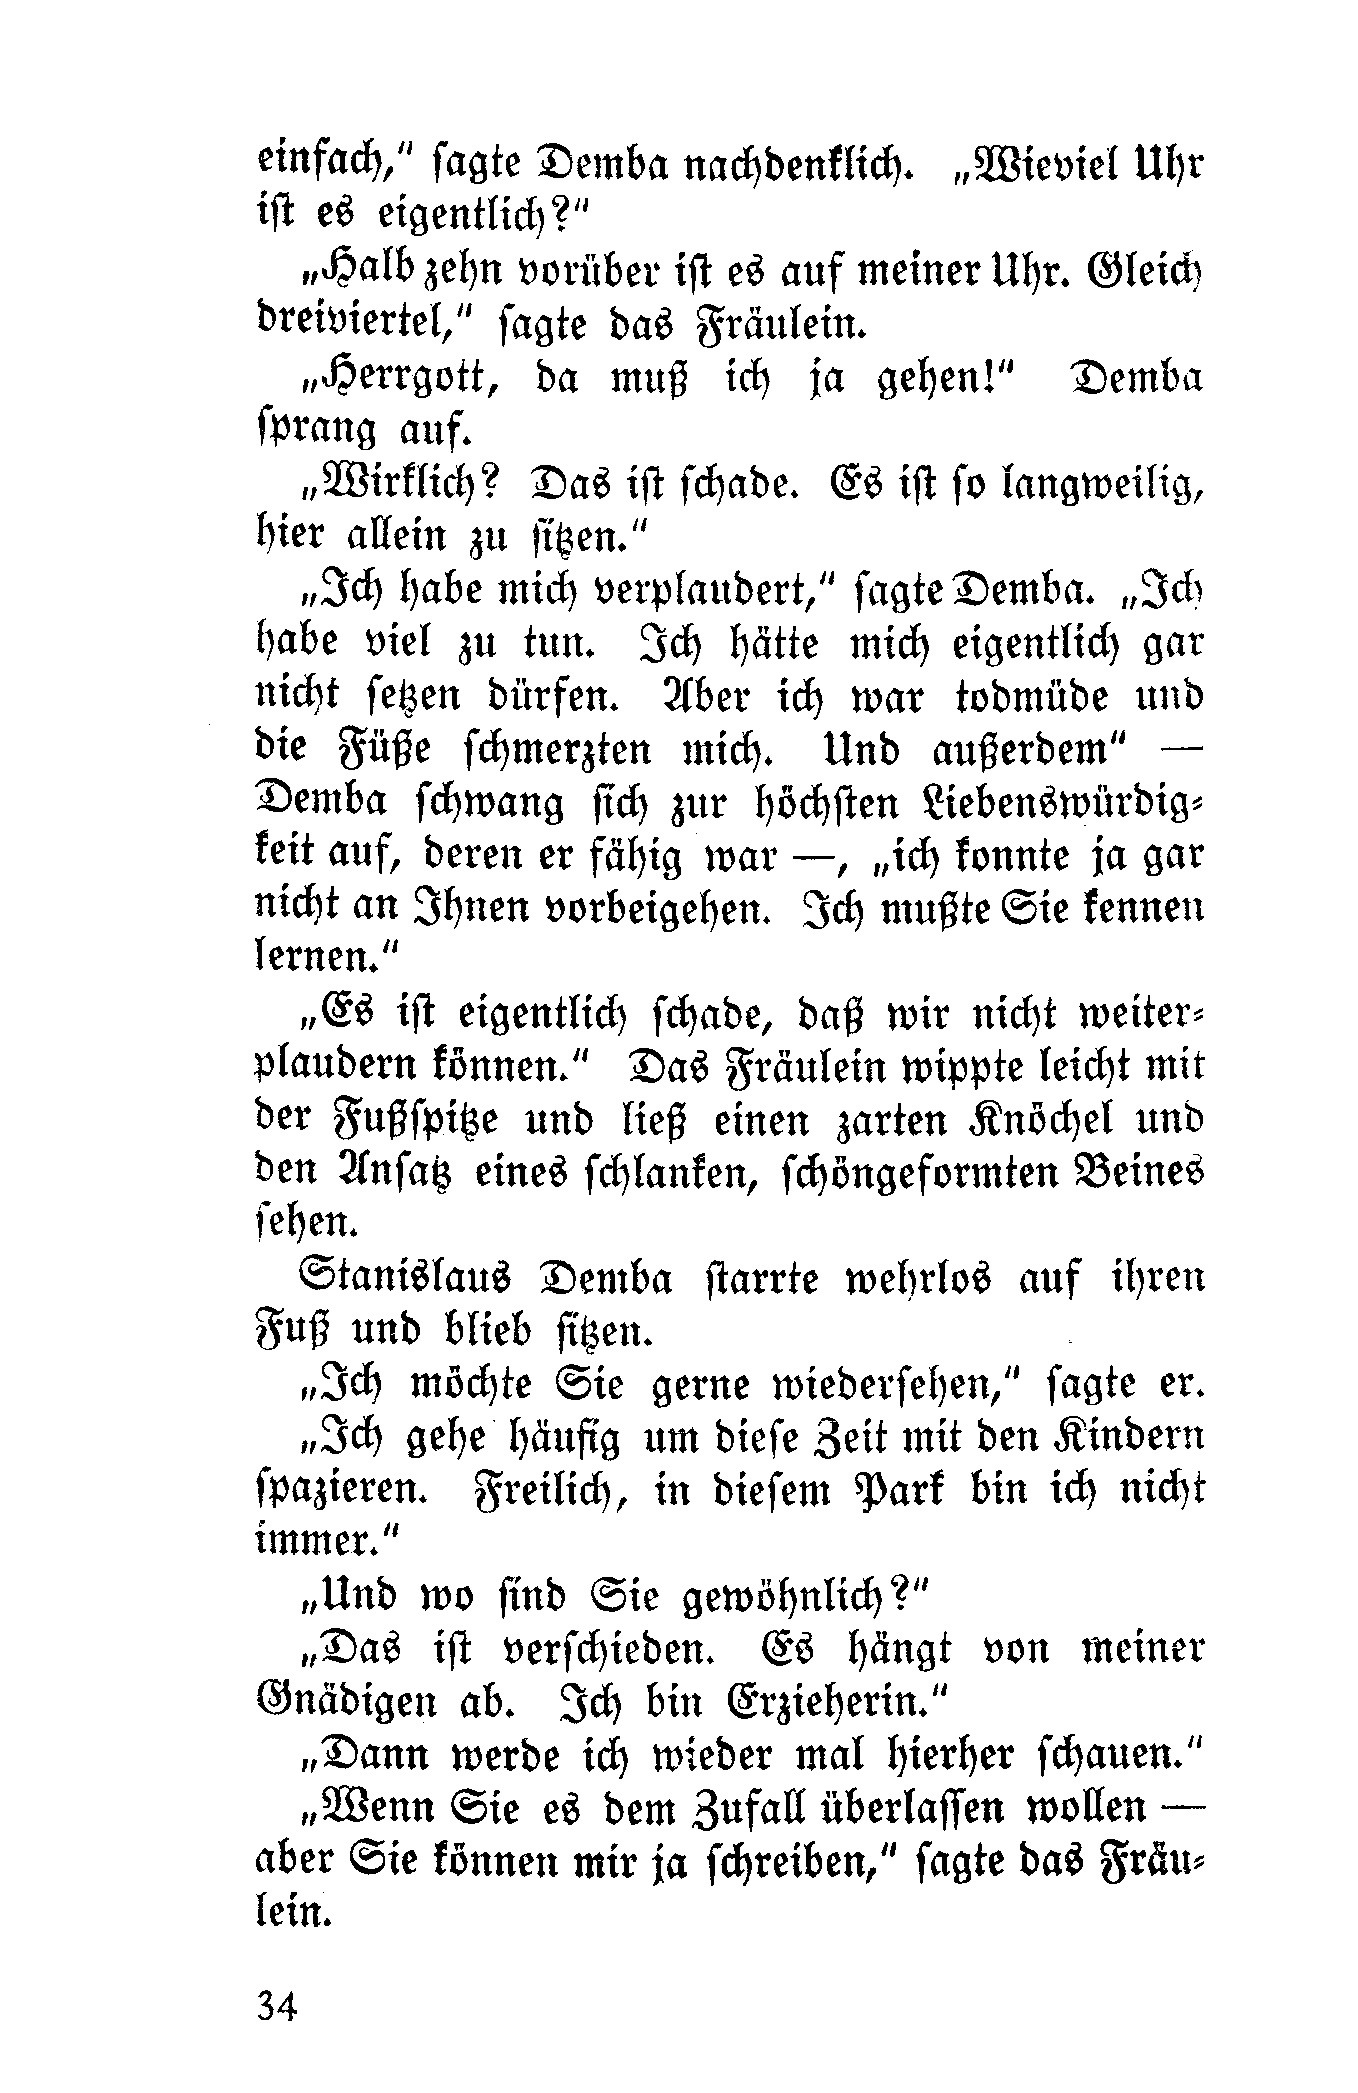 einfach,“ sagte Demba nachdenklich. „Wieviel Uhr
ist es eigentlich?“
„Halb zehn vorüber ist es auf meiner Uhr. Gleich
dreiviertel,“ sagte das Fräulein.
„Herrgott, da muß ich ja gehen!“ Demba
sprang auf.
„Wirklich? Das ist schade. Es ist so langweilig,
hier allein zu sitzen.“
„Ich habe mich verplaudert,“ sagte Demba. „Ich
habe viel zu tun. Ich hätte mich eigentlich gar
nicht setzen dürfen. Aber ich war todmüde und
die Füße schmerzten mich. Und außerdem“ —
Demba schwang sich zur höchsten Liebenswürdig-
keit auf, deren er fähig war —, „ich konnte ja gar
nicht an Ihnen vorbeigehen. Ich mußte Sie kennen
lernen.“
„Es ist eigentlich schade, daß wir nicht weiter-
plaudern können.“ Das Fräulein wippte leicht mit
der Fußspitze und ließ einen zarten Knöchel und
den Ansatz eines schlanken, schöngeformten Beines
sehen.
Stanislaus Demba starrte wehrlos auf ihren
Fuß und blieb sitzen.
„Ich möchte Sie gerne wiedersehen,“ sagte er.
„Ich gehe häufig um diese Zeit mit den Kindern
spazieren. Freilich, in diesem Park bin ich nicht
immer.“
„Und wo sind Sie gewöhnlich?“
„Das ist verschieden. Es hängt von meiner
Gnädigen ab. Ich bin Erzieherin.“
„Dann werde ich wieder mal hierher schauen.“
„Wenn Sie es dem Zufall überlassen wollen —
aber Sie können mir ja schreiben,“ sagte das Fräu-
lein.
34